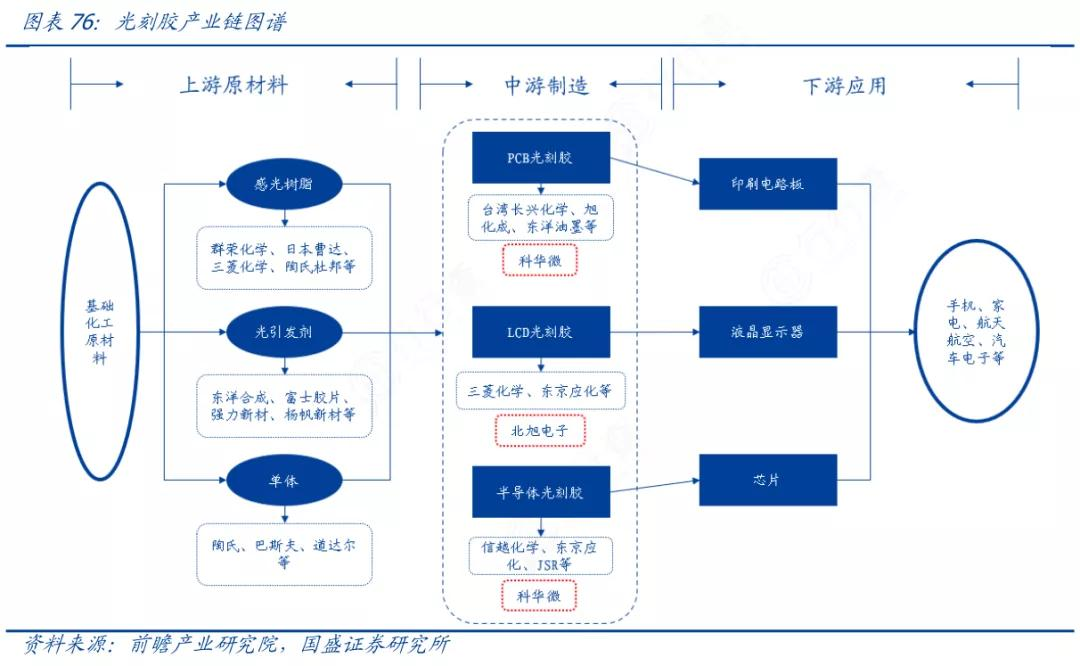 图表 76：光刻胶产业链图谱
上游原材料
中游制造
下游应用
基础
化工
原材
料
感光树脂
群荣化学、日本曹达、
三菱化学、陶氏杜邦等
光引发剂
东洋合成、富士胶片、
强力新材、杨帆新材等
单体
陶氏、巴斯夫、道达尔
等
PCB光刻胶
台湾长兴化学、旭
化成、东洋油墨等
科华微
LCD光刻胶
三菱化学、东京应化等
北旭电子
半导体光刻胶
信越化学、东京应
化、JSR等
科华微
印刷电路板
液晶显示器
芯片
手机、家
电、航天
航空、汽
车电子等
资料来源：前瞻产业研究院，国盛证券研究所